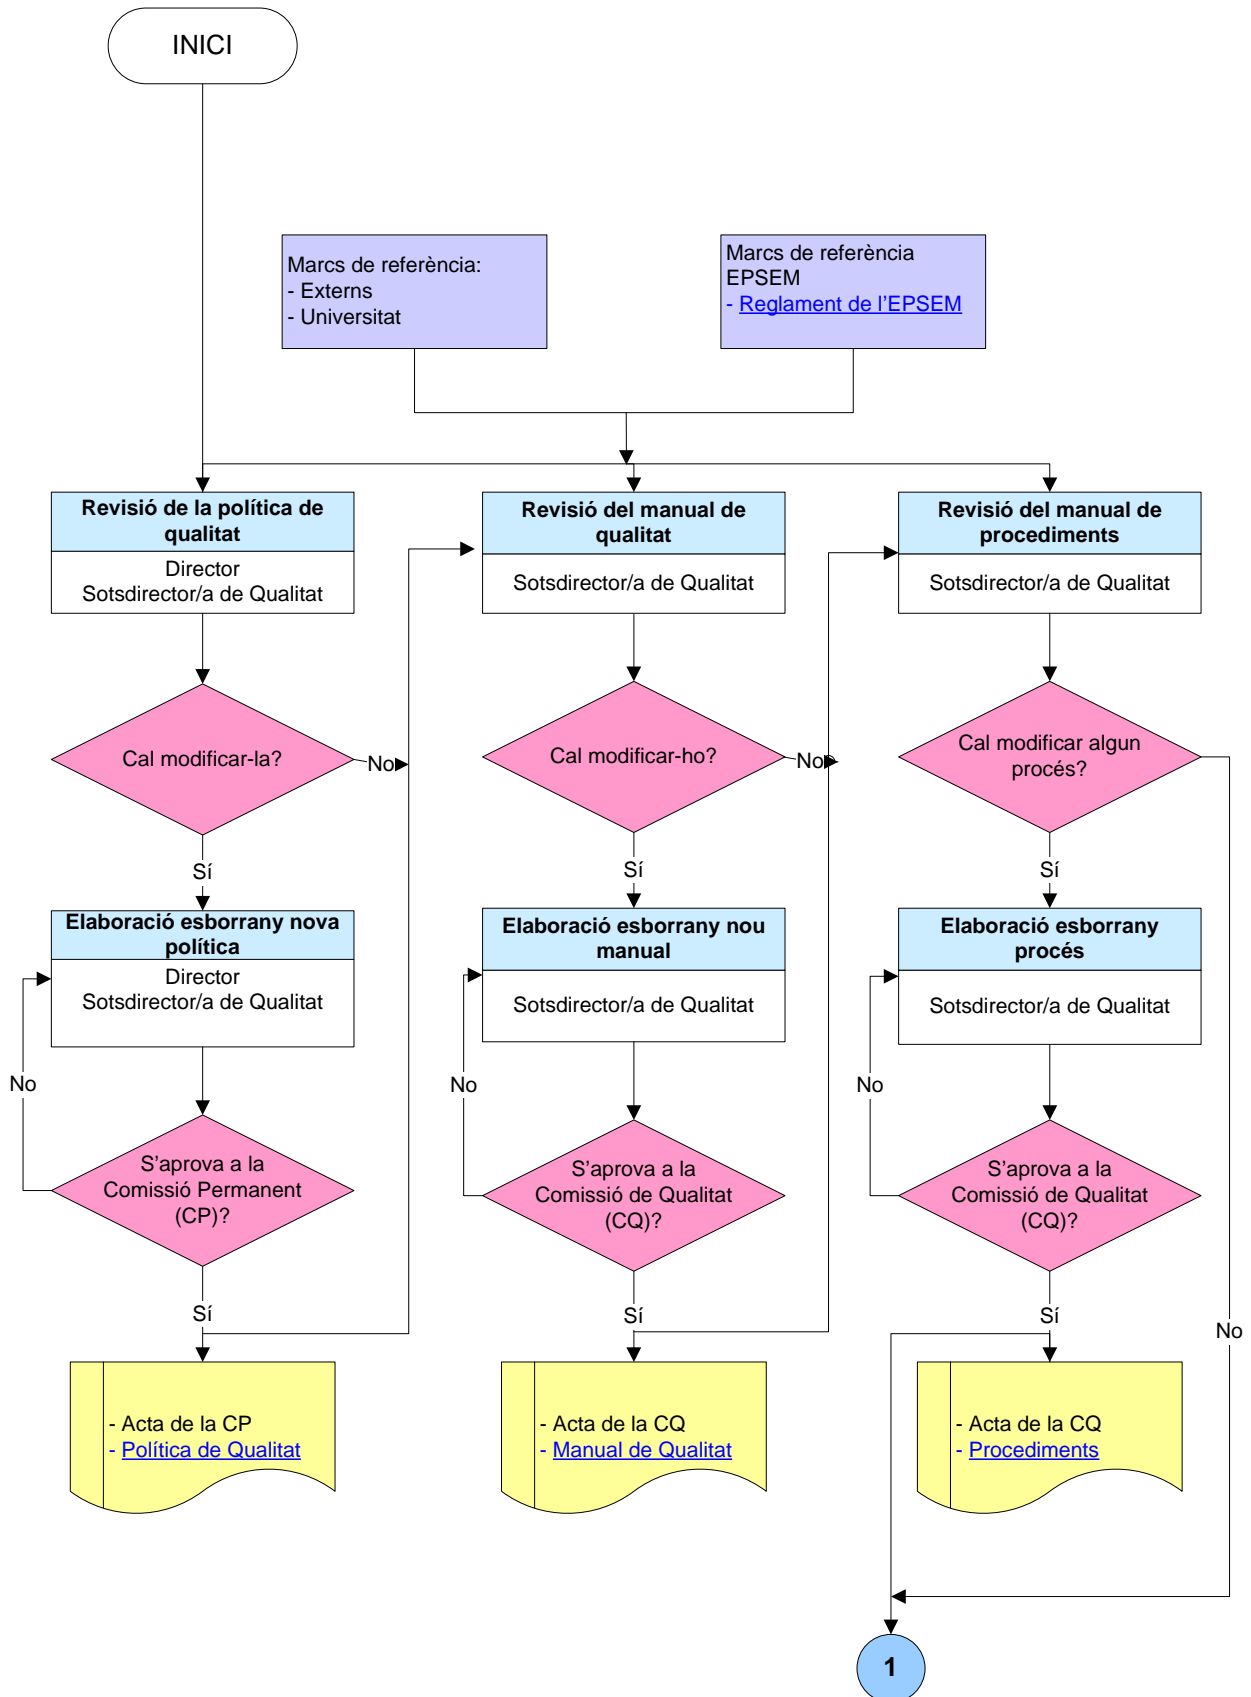 INICI
Marcs de referència:
- Externs
- Universitat
Marcs de referència
EPSEM
- Reglament de l’EPSEM
Revisió de la política de
qualitat
Director
Sotsdirector/a de Qualitat
Revisió del manual de
qualitat
Sotsdirector/a de Qualitat
Revisió del manual de
procediments
Sotsdirector/a de Qualitat
Cal modificar-la?
No
Cal modificar-ho?
No
Cal modificar algun
procés?
Sí
Sí
Sí
Elaboració esborrany nova
política
Director
Sotsdirector/a de Qualitat
Elaboració esborrany nou
manual
Sotsdirector/a de Qualitat
Elaboració esborrany
procés
Sotsdirector/a de Qualitat
No
No
No
S’aprova a la
Comissió Permanent
(CP)?
S’aprova a la
Comissió de Qualitat
(CQ)?
S’aprova a la
Comissió de Qualitat
(CQ)?
Sí
Sí
Sí
No
- Acta de la CP
- Política de Qualitat
- Acta de la CQ
- Manual de Qualitat
- Acta de la CQ
- Procediments
1